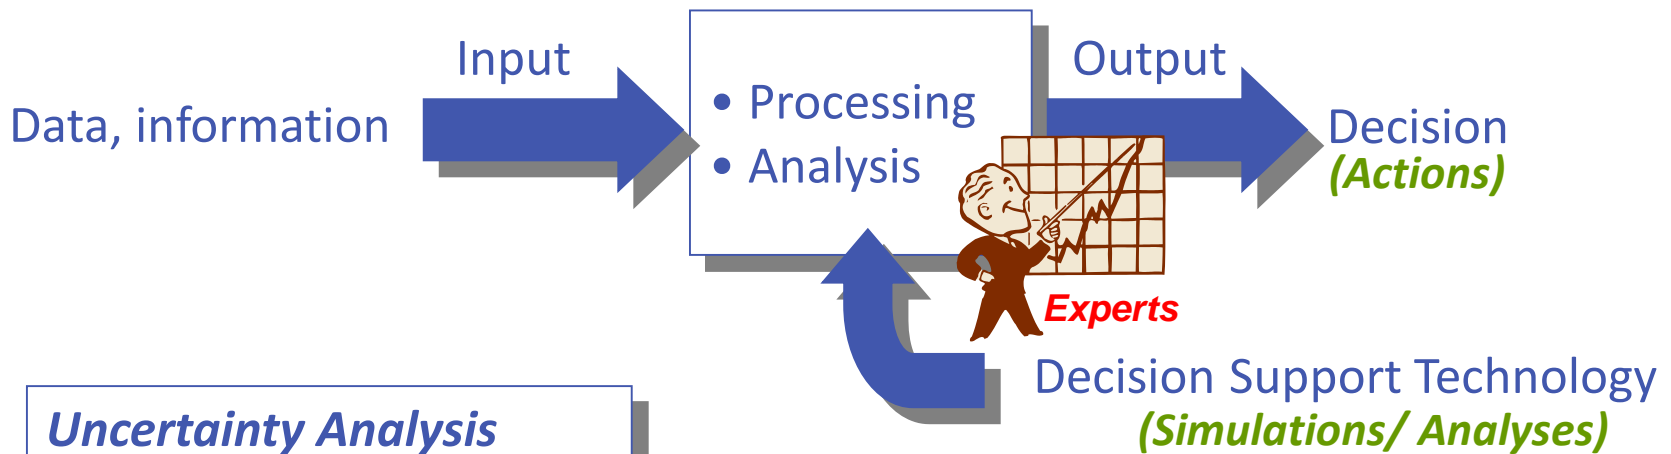 Input
Output
Data, information
• Processing
• Analysis
Decision
(Actions)
Experts
Decision Support Technology
(Simulations/ Analyses)
Uncertainty Analysis